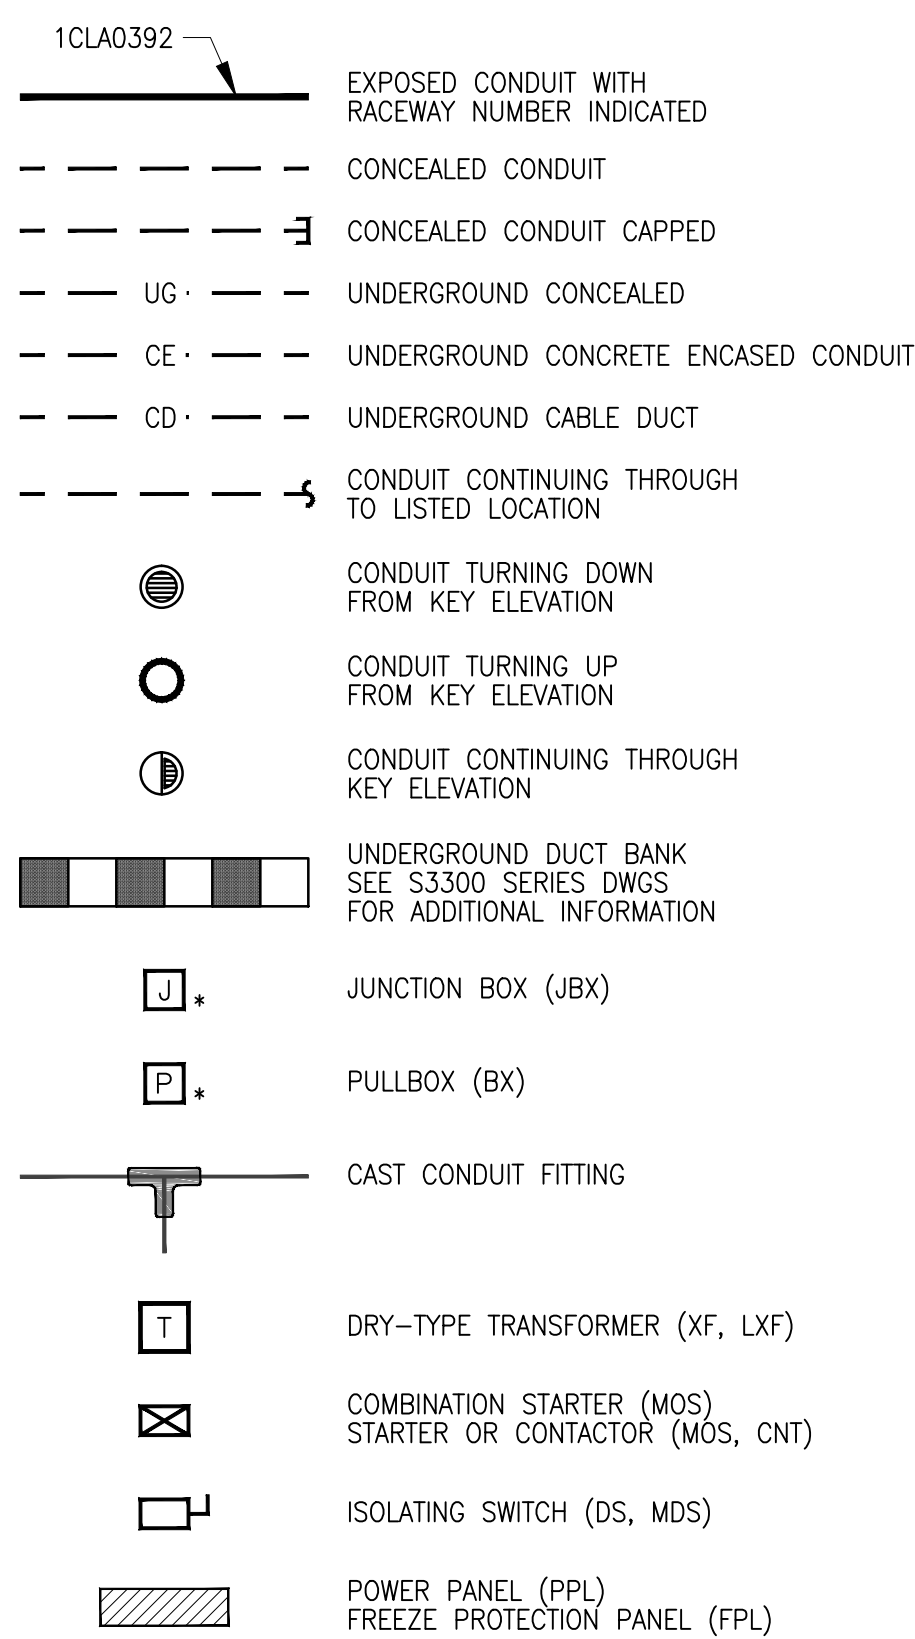 1CLA0392
EXPOSED CONDUIT WITH
RACEWAY NUMBER INDICATED
CONCEALED CONDUIT
CONCEALED CONDUIT CAPPED
UG UNDERGROUND CONCEALED
CE UNDERGROUND CONCRETE ENCASED CONDUIT
CD UNDERGROUND CABLE DUCT
CONDUIT CONTINUING THROUGH
TO LISTED LOCATION
CONDUIT TURNING DOWN
FROM KEY ELEVATION
CONDUIT TURNING UP
FROM KEY ELEVATION
CONDUIT CONTINUING THROUGH
KEY ELEVATION
UNDERGROUND DUCT BANK
SEE S3300 SERIES DWGS
FOR ADDITIONAL INFORMATION
J * JUNCTION BOX (JBX)
P * PULLBOX (BX)
CAST CONDUIT FITTING
T DRY-TYPE TRANSFORMER (XF, LXF)
COMBINATION STARTER (MOS)
STARTER OR CONTACTOR (MOS, CNT)
ISOLATING SWITCH (DS, MDS)
POWER PANEL (PPL)
FREEZE PROTECTION PANEL (FPL)